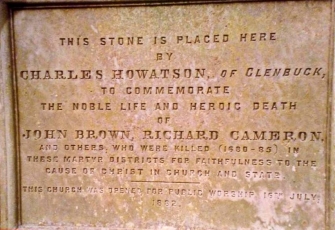 THIS STONE IS PLACED HERE
BY
CHARLES HOWATSON, OF GLENBUCK,
TO COMMEMORATE
THE NOBLE LIFE AND HEROIC DEATH
OF
JOHN BROWN, RICHARD CAMERON,
AND OTHERS, WHO WERE KILLED (1680-85) IN
THESE MARTYR DISTRICTS FOR FAITHFULNESS TO THE
CAUSE OF CHRIST IN CHURCH AND STATE.
THIS CHURCH WAS OPENED FOR PUBLIC WORSHIP 16TH JULY,
1882.